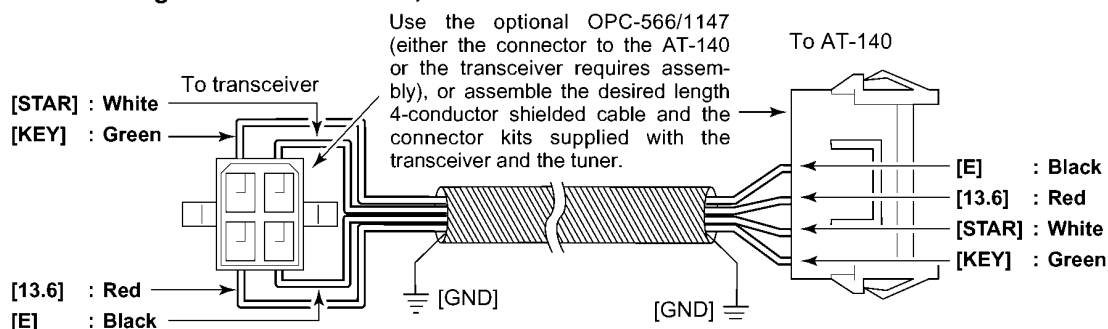 Use the optional OPC-566/1147
(either the connector to the AT-140
or the transceiver requires assem-
bly), or assemble the desired length
4-conductor shielded cable and the
connector kits supplied with the
transceiver and the tuner.
To AT-140
To transceiver
[STAR] : White
[KEY] : Green
[E] : Black
[13.6] : Red
[STAR] : White
[KEY] : Green
[13.6] : Red
[E] : Black
[GND]
[GND]